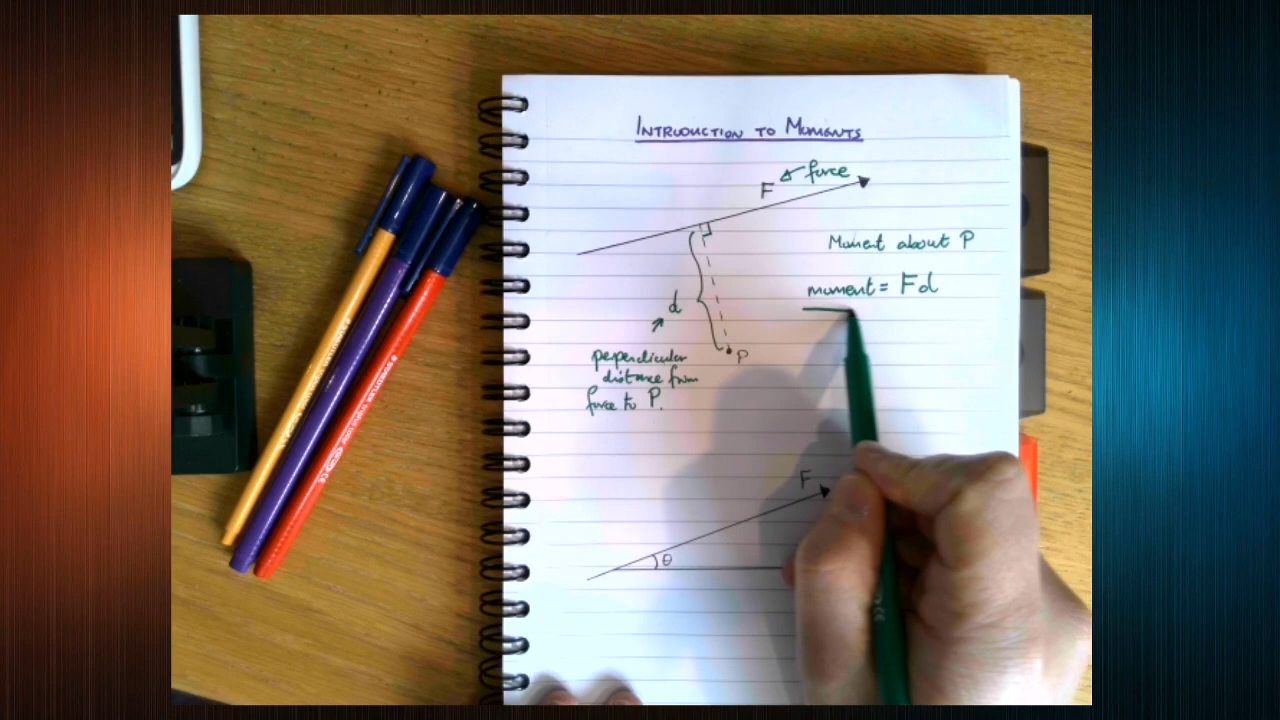 INTRODUCTION TO MOMENTS
F
force
Moment about P
moment = Fd
d
P
perpendicular
distance from
force to P.
F
θ